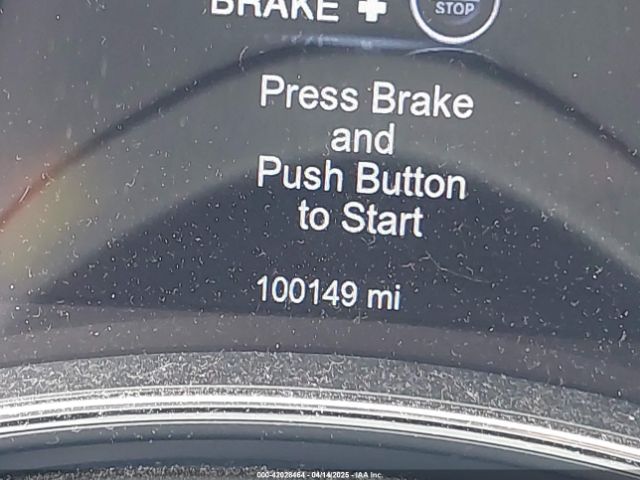 BRAKE +
STOP
Press Brake
and
Push Button
to Start
100149 mi
000-42028464 - 04/14/2025 - IAA Inc.